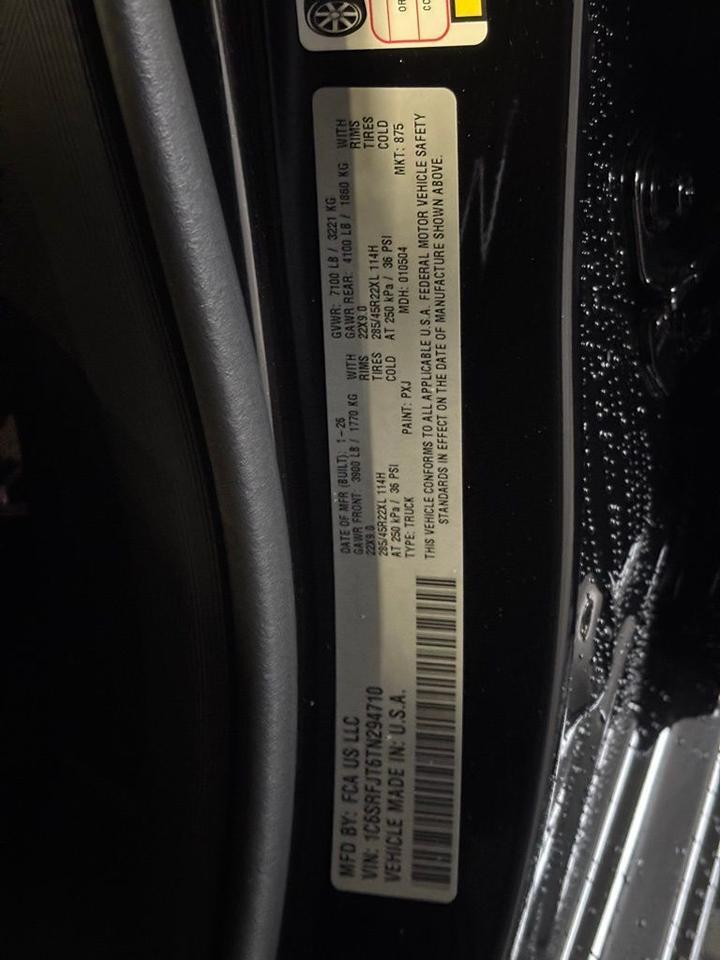 OR
CO
MFD BY: FCA US LLC
VIN: 1C6SRFJT6TN294710
VEHICLE MADE IN: U.S.A.
DATE OF MFR (BUILT): 1-26 GVWR: 7100 LB / 3221 KG
GAWR FRONT: 3900 LB / 1770 KG WITH GAWR REAR: 4100 LB / 1860 KG WITH
22X9.0 RIMS 22X9.0 RIMS
285/45R22XL 114H TIRES 285/45R22XL 114H TIRES
AT 250 kPa / 36 PSI COLD AT 250 kPa / 36 PSI COLD
TYPE: TRUCK PAINT: PXJ MDH: 010504 MKT: 875
THIS VEHICLE CONFORMS TO ALL APPLICABLE U.S.A. FEDERAL MOTOR VEHICLE SAFETY
STANDARDS IN EFFECT ON THE DATE OF MANUFACTURE SHOWN ABOVE.
N